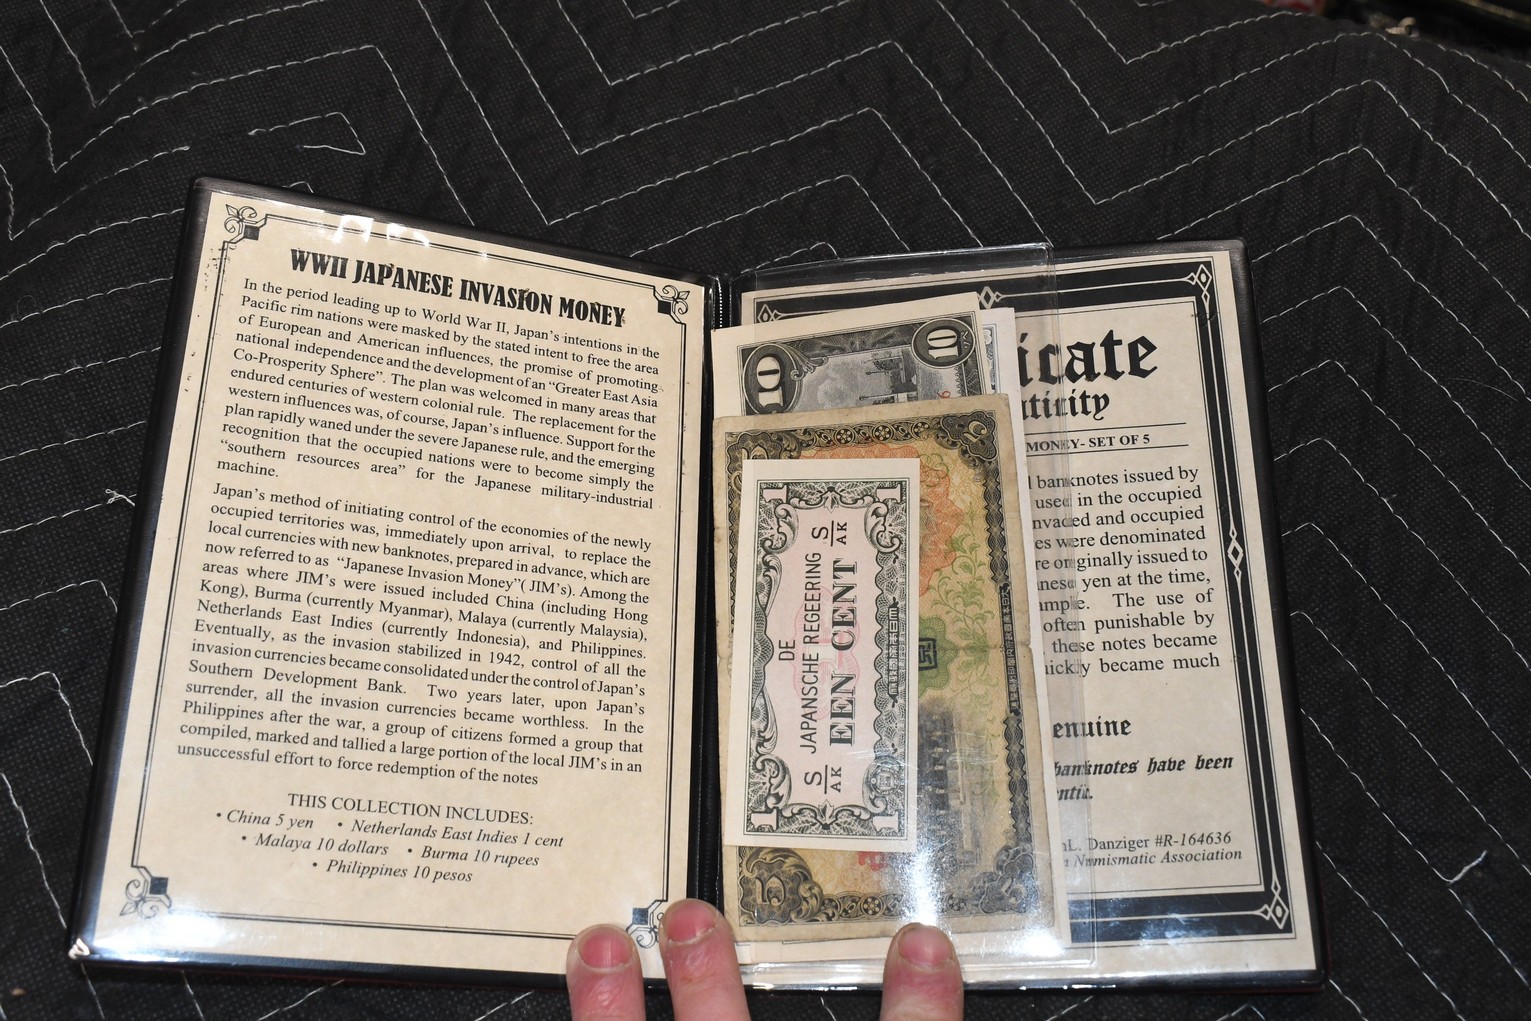 WWII JAPANESE INVASION MONEY
In the period leading up to World War II, Japan's intentions in the
Pacific rim nations were masked by the stated intent to free the area
of European and American influences, the promise of promoting
national independence and the development of an "Greater East Asia
Co-Prosperity Sphere". The plan was welcomed in many areas that
endured centuries of western colonial rule. The replacement for the
western influences was, of course, Japan's influence. Support for the
plan rapidly waned under the severe Japanese rule, and the emerging
recognition that the occupied nations were to become simply the
"southern resources area" for the Japanese military-industrial
machine.
Japan's method of initiating control of the economies of the newly
occupied territories was, immediately upon arrival, to replace the
local currencies with new banknotes, prepared in advance, which are
now referred to as "Japanese Invasion Money"( JIM's). Among the
areas where JIM's were issued included China (including Hong
Kong), Burma (currently Myanmar), Malaya (currently Malaysia),
Netherlands East Indies (currently Indonesia), and Philippines.
Eventually, as the invasion stabilized in 1942, control of all the
invasion currencies became consolidated under the control of Japan's
Southern Development Bank. Two years later, upon Japan's
surrender, all the invasion currencies became worthless. In the
Philippines after the war, a group of citizens formed a group that
compiled, marked and tallied a large portion of the local JIM's in an
unsuccessful effort to force redemption of the notes
THIS COLLECTION INCLUDES:
• China 5 yen • Netherlands East Indies 1 cent
• Malaya 10 dollars • Burma 10 rupees
• Philippines 10 pesos
10 10
5
1 1
S AK S AK
DE
JAPANSCHE REGEERING
EEN CENT
1 1
icate
ticity
MONEY- SET OF 5
banknotes issued by
used in the occupied
nvaded and occupied
es were denominated
re originally issued to
nese yen at the time,
ample. The use of
often punishable by
these notes became
uickly became much
enuine
banknotes have been
entic.
L. Danziger #R-164636
n Numismatic Association